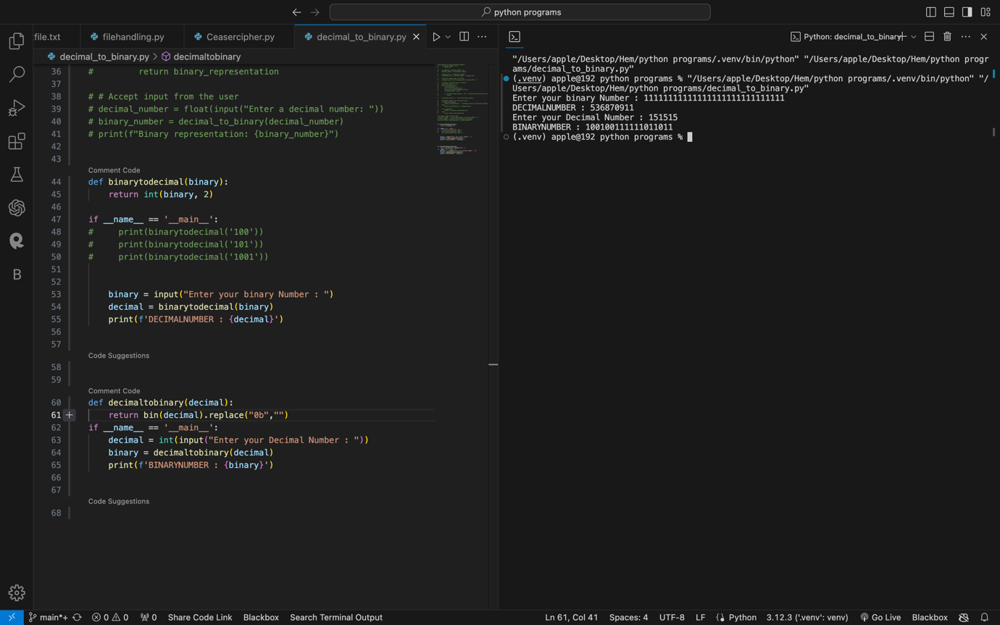 python programs
file.txt
filehandling.py
Ceasercipher.py
decimal_to_binary.py
decimal_to_binary.py > decimaltobinary
36 #         return binary_representation
37
38 # # Accept input from the user
39 # decimal_number = float(input("Enter a decimal number: "))
40 # binary_number = decimal_to_binary(decimal_number)
41 # print(f"Binary representation: {binary_number}")
42
43
Comment Code
44 def binarytodecimal(binary):
45     return int(binary, 2)
46
47 if __name__ == '__main__':
48 #     print(binarytodecimal('100'))
49 #     print(binarytodecimal('101'))
50 #     print(binarytodecimal('1001'))
51
52
53     binary = input("Enter your binary Number : ")
54     decimal = binarytodecimal(binary)
55     print(f'DECIMALNUMBER : {decimal}')
56
57
Code Suggestions
58
59
Comment Code
60 def decimaltobinary(decimal):
61     return bin(decimal).replace("0b","")
62 if __name__ == '__main__':
63     decimal = int(input("Enter your Decimal Number : "))
64     binary = decimaltobinary(decimal)
65     print(f'BINARYNUMBER : {binary}')
66
67
Code Suggestions
68
Python: decimal_to_binary
"/Users/apple/Desktop/Hem/python programs/.venv/bin/python" "/Users/apple/Desktop/Hem/python progr
ams/decimal_to_binary.py"
(.venv) apple@192 python programs % "/Users/apple/Desktop/Hem/python programs/.venv/bin/python" "/
Users/apple/Desktop/Hem/python programs/decimal_to_binary.py"
Enter your binary Number : 11111111111111111111111111111
DECIMALNUMBER : 536870911
Enter your Decimal Number : 151515
BINARYNUMBER : 100100111111011011
(.venv) apple@192 python programs %
B
main*+ 0 0 0 Share Code Link Blackbox Search Terminal Output Ln 61, Col 41 Spaces: 4 UTF-8 LF Python 3.12.3 ('.venv': venv) Go Live Blackbox